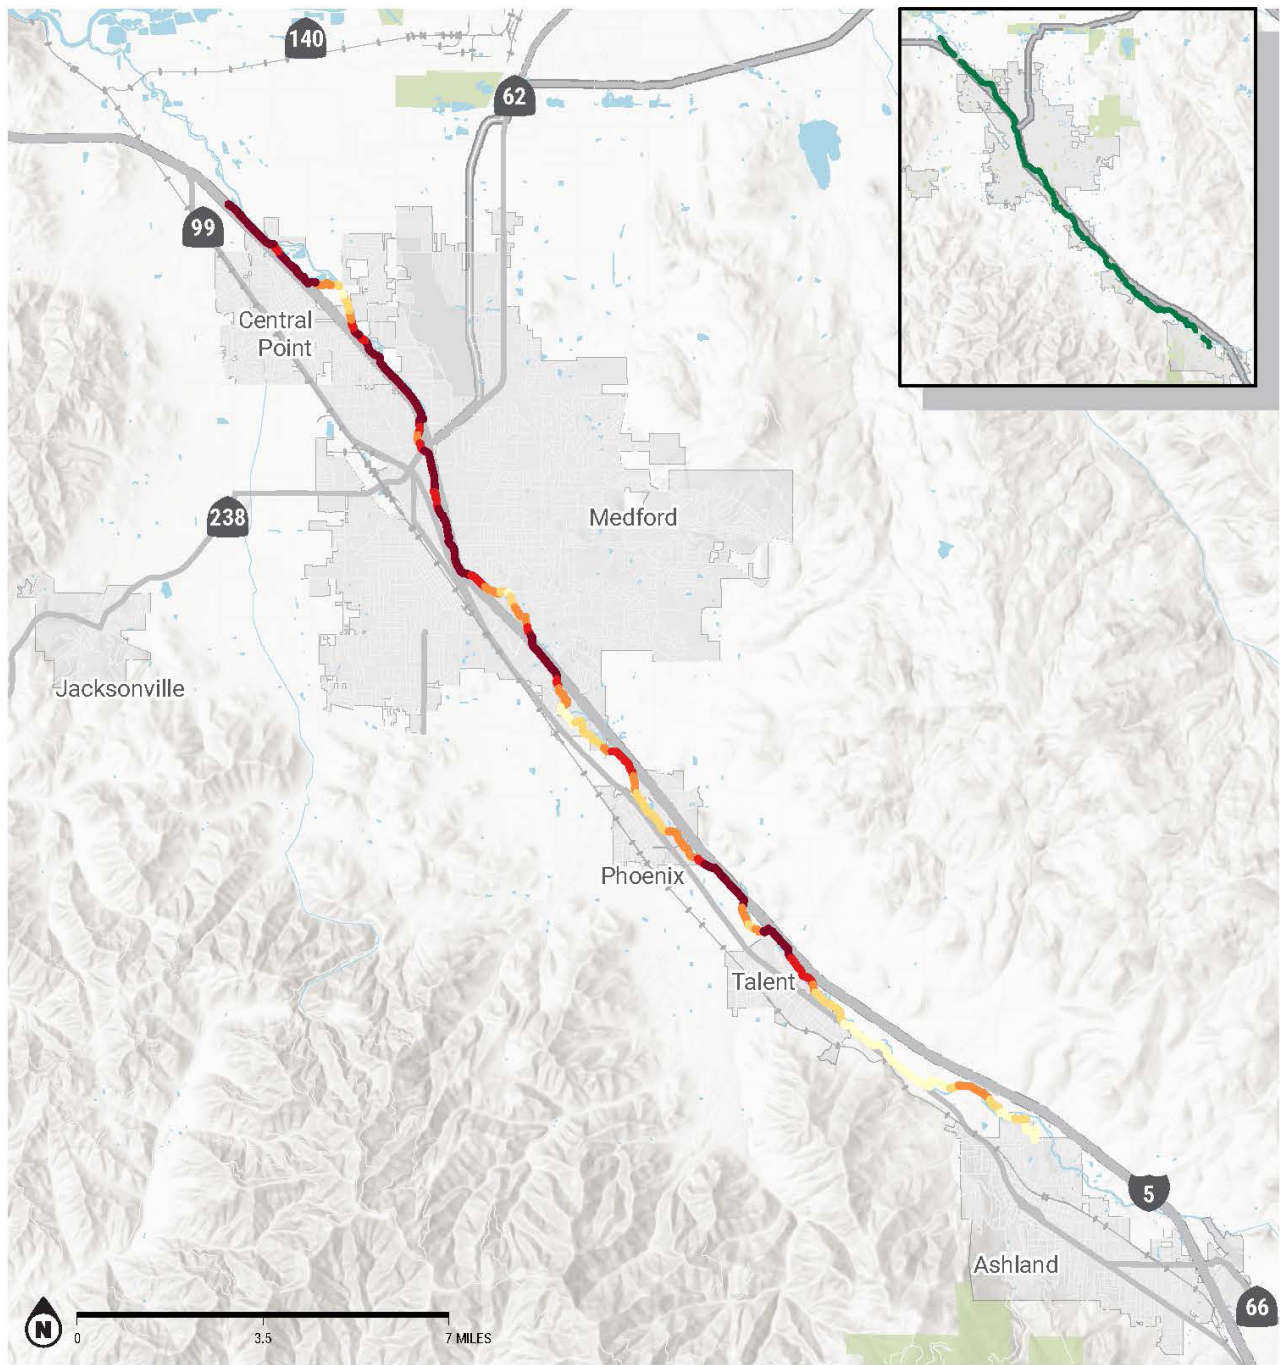 140
62
99
Central
Point
238
Medford
Jacksonville
Phoenix
Talent
5
Ashland
66
N
0
3.5
7 MILES